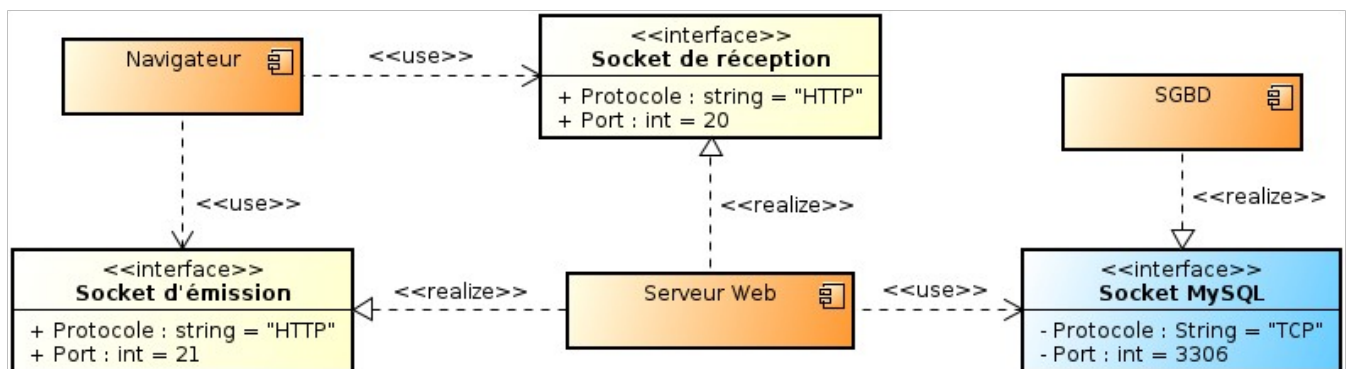 Navigateur
<<use>>
<<interface>>
Socket de réception
+ Protocole : string = "HTTP"
+ Port : int = 20
SGBD
<<use>>
<<realize>>
<<realize>>
<<interface>>
Socket d'émission
+ Protocole : string = "HTTP"
+ Port : int = 21
<<realize>>
Serveur Web
<<use>>
<<interface>>
Socket MySQL
- Protocole : String = "TCP"
- Port : int = 3306